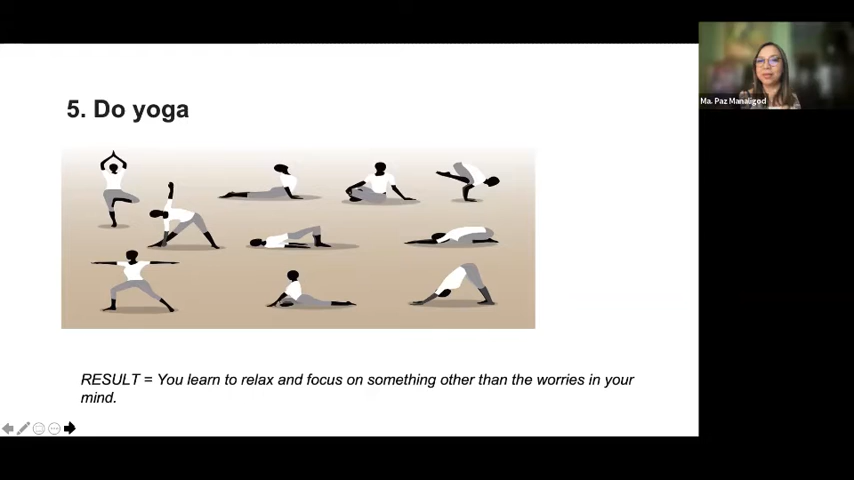 5. Do yoga
RESULT = You learn to relax and focus on something other than the worries in your
mind.
Ma. Paz Manaligod